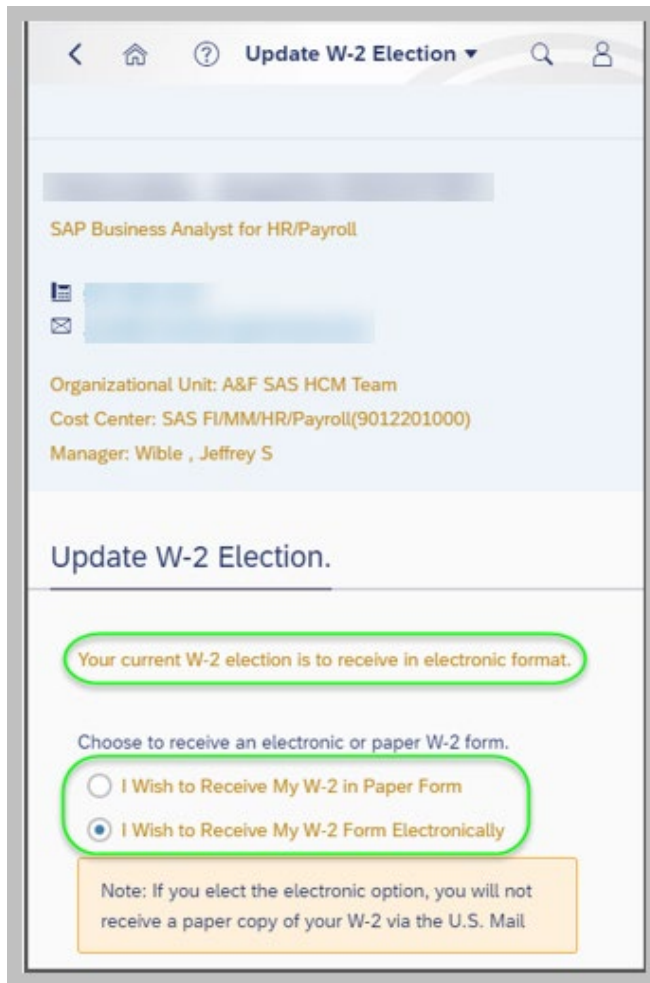 Update W-2 Election
SAP Business Analyst for HR/Payroll
Organizational Unit: A&F SAS HCM Team
Cost Center: SAS FI/MM/HR/Payroll(9012201000)
Manager: Wible , Jeffrey S
Update W-2 Election.
Your current W-2 election is to receive in electronic format.
Choose to receive an electronic or paper W-2 form.
I Wish to Receive My W-2 in Paper Form
I Wish to Receive My W-2 Form Electronically
Note: If you elect the electronic option, you will not
receive a paper copy of your W-2 via the U.S. Mail